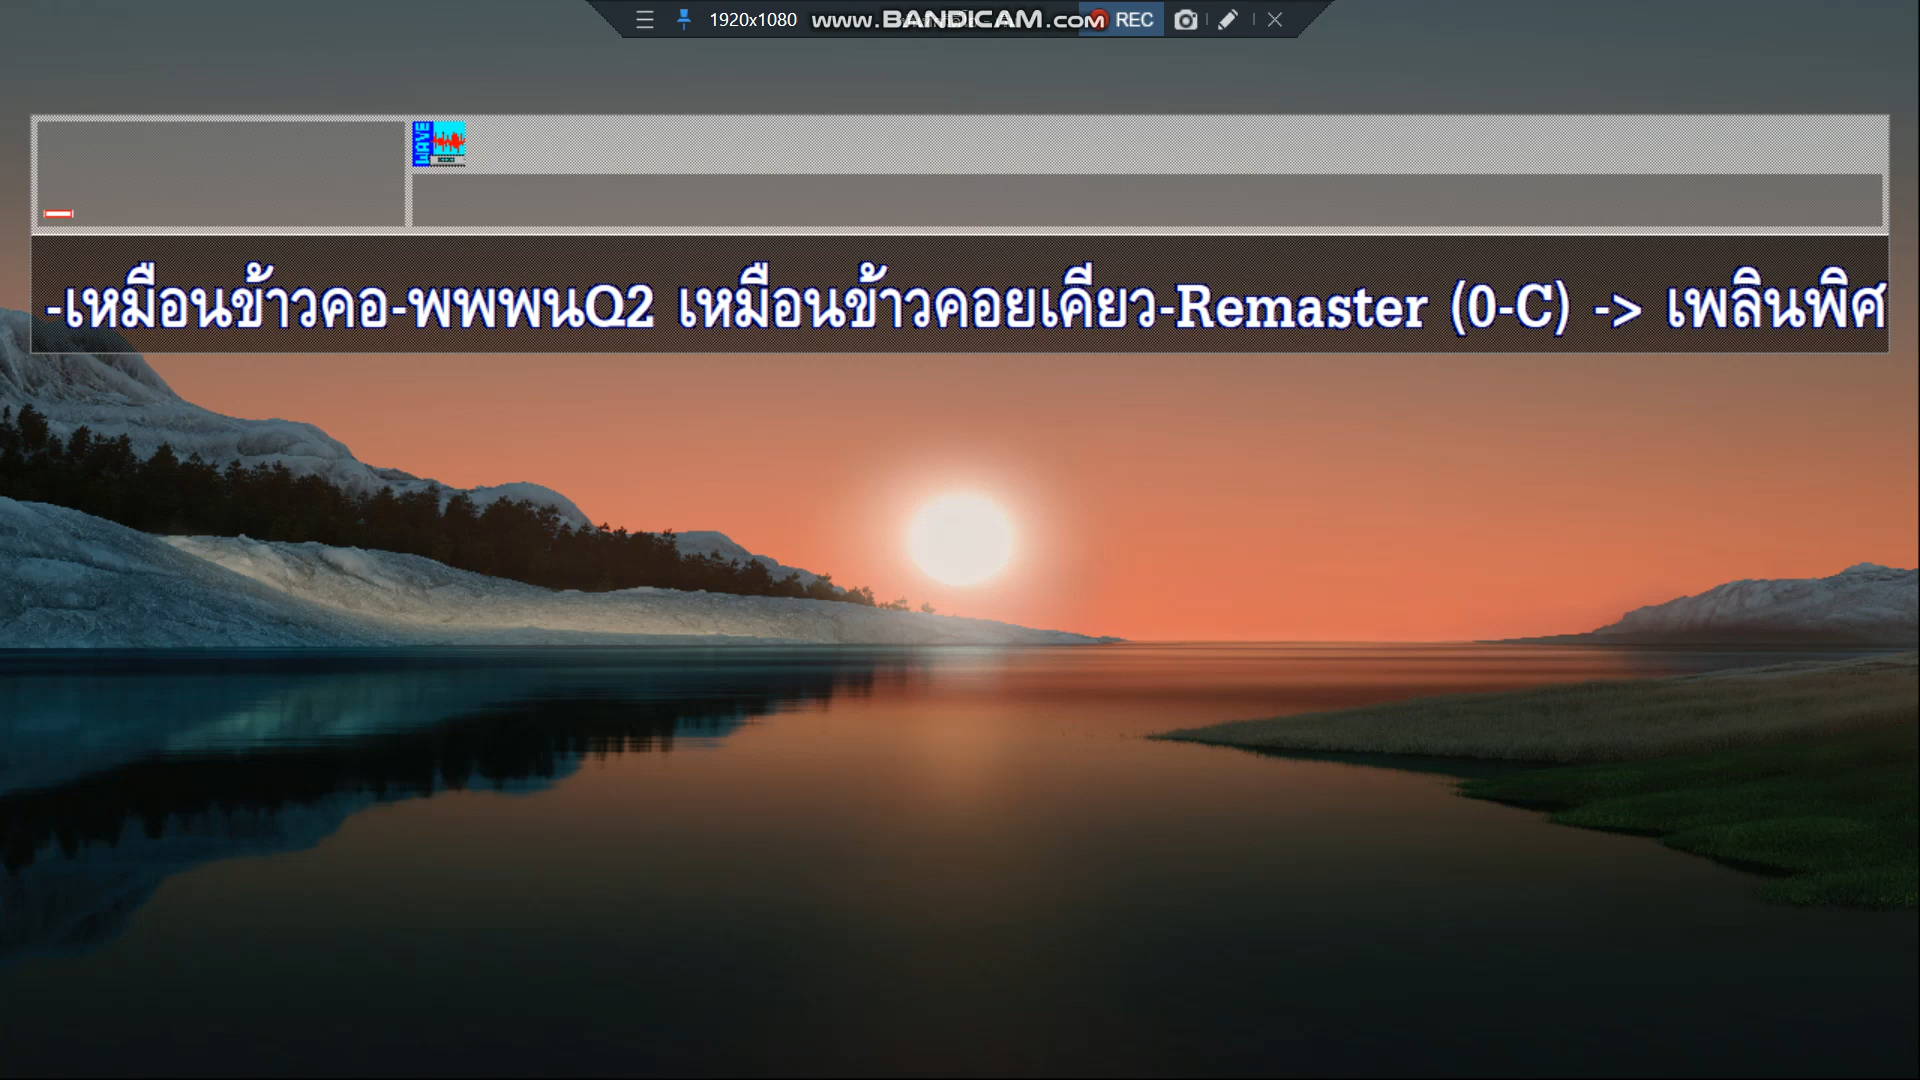 1920x1080 www.BANDICAM.com REC
WAVE
-เหมือนข้าวคอ-พพพนQ2 เหมือนข้าวคอยเคียว-Remaster (0-C) -> เพลินพิศ